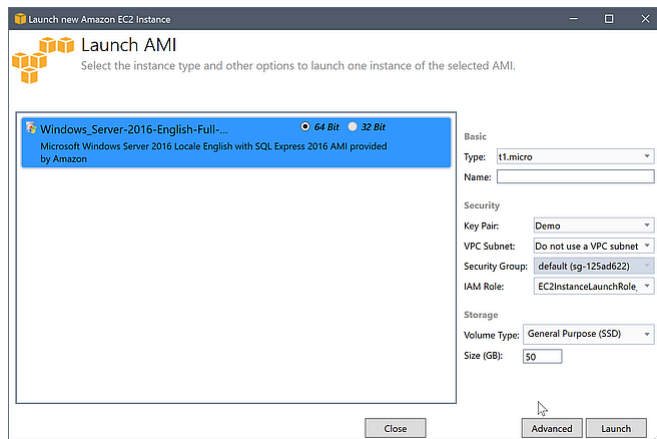 Launch new Amazon EC2 Instance
Launch AMI
Select the instance type and other options to launch one instance of the selected AMI.
Windows_Server-2016-English-Full-...
64 Bit
32 Bit
Microsoft Windows Server 2016 Locale English with SQL Express 2016 AMI provided
by Amazon
Basic
Type: t1.micro
Name:
Security
Key Pair: Demo
VPC Subnet: Do not use a VPC subnet
Security Group: default (sg-125ad622)
IAM Role: EC2InstanceLaunchRole,
Storage
Volume Type: General Purpose (SSD)
Size (GB): 50
Close
Advanced
Launch